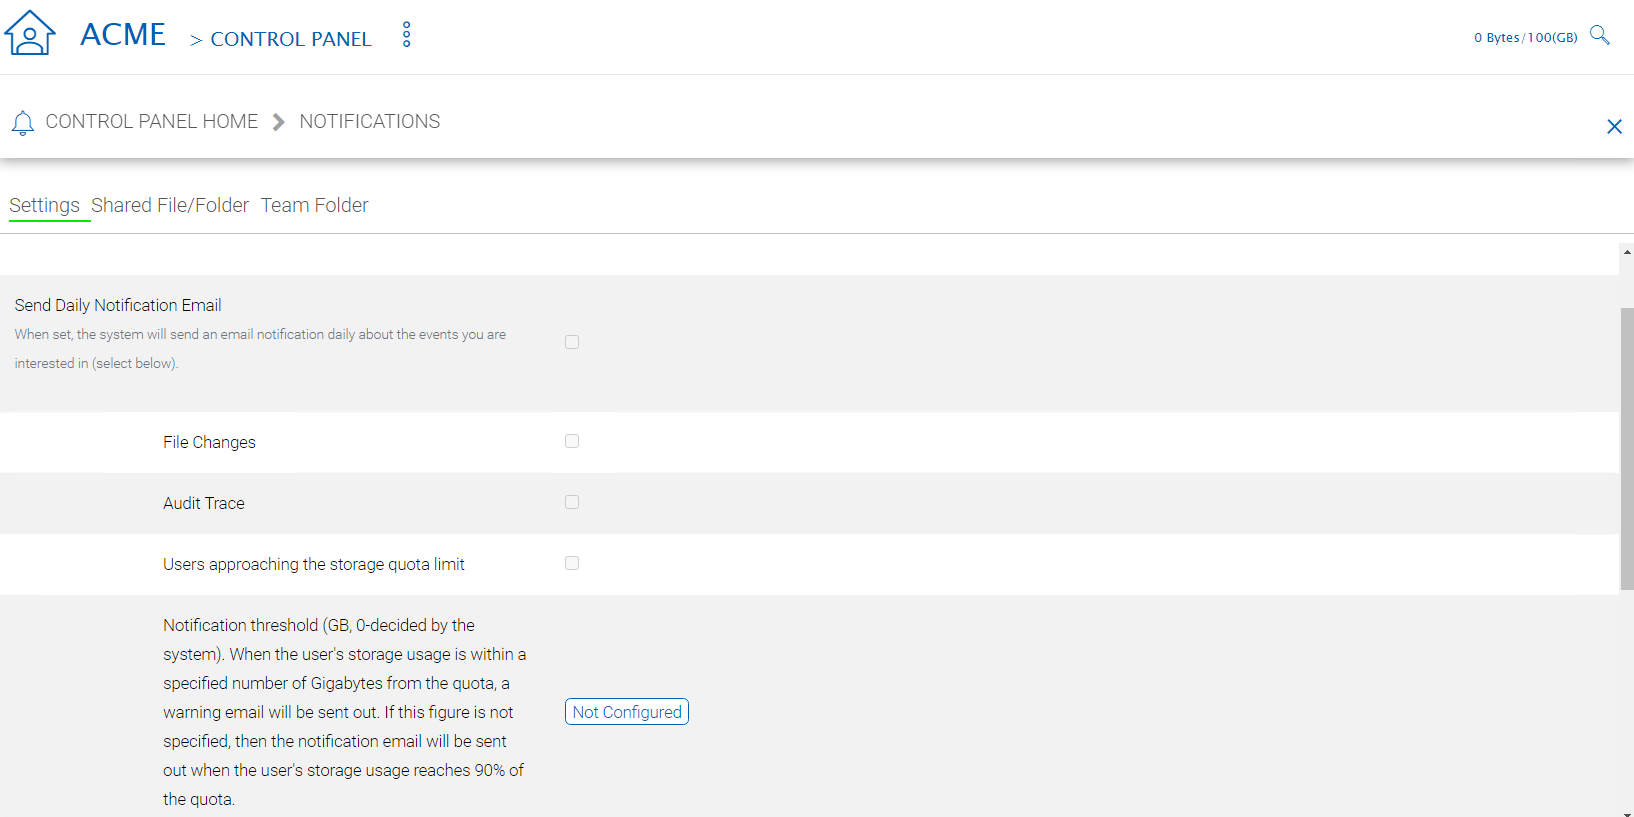 ACME > CONTROL PANEL
0 Bytes/100(GB)
CONTROL PANEL HOME > NOTIFICATIONS
Settings Shared File/Folder Team Folder
Send Daily Notification Email
When set, the system will send an email notification daily about the events you are
interested in (select below).
File Changes
Audit Trace
Users approaching the storage quota limit
Notification threshold (GB, 0-decided by the
system). When the user's storage usage is within a
specified number of Gigabytes from the quota, a
warning email will be sent out. If this figure is not
specified, then the notification email will be sent
out when the user's storage usage reaches 90% of
the quota.
Not Configured